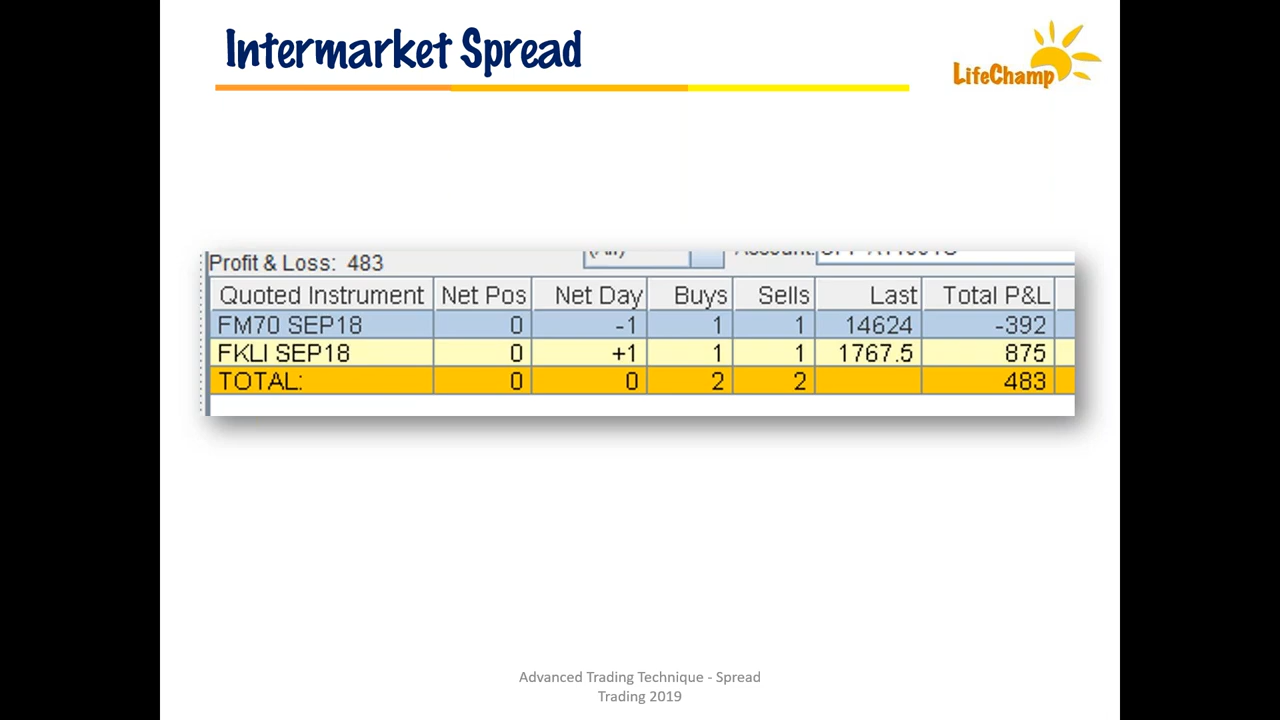 Intermarket Spread
LifeChamp
Profit & Loss: 483
Quoted Instrument Net Pos Net Day Buys Sells Last Total P&L
FM70 SEP18 0 -1 1 1 14624 -392
FKLI SEP18 0 +1 1 1 1767.5 875
TOTAL: 0 0 2 2 483
Advanced Trading Technique - Spread
Trading 2019